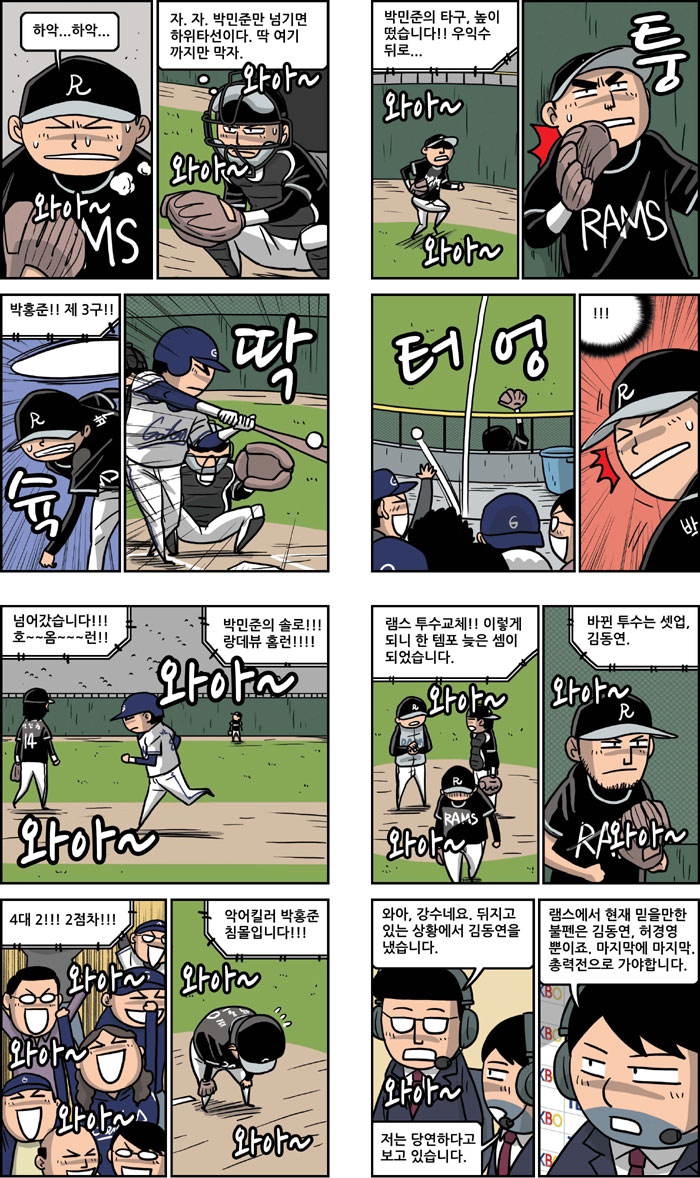 하악...하악...
R
와아~
MS
자. 자. 박민준만 넘기면
하위타선이다. 딱 여기
까지만 막자.
와아~
와아~
박홍준!! 제 3구!!
R
슉
딱
G
박민준의 타구, 높이
떴습니다!! 우익수
뒤로...
와아~
와아~
퉁
RAMS
터엉
G
!!!
R
박
넘어갔습니다!!!
호~~옴~~~런!!
박민준의 솔로!!!
랑데뷰 홈런!!!!
와아~
14
와아~
4대 2!!! 2점차!!!
와아~
와아~
와아~
악어킬러 박홍준
침몰입니다!!!
와아~
와아~
램스 투수교체!! 이렇게
되니 한 템포 늦은 셈이
되었습니다.
와아~
R
RAMS
와아~
바뀐 투수는 셋업,
김동연.
와아~
R
RA
와아~
와아, 강수네요. 뒤지고
있는 상황에서 김동연을
냈습니다.
와아~
저는 당연하다고
보고 있습니다.
램스에서 현재 믿을만한
불펜은 김동연, 허경영
뿐이죠. 마지막에 마지막.
총력전으로 가야합니다.
KBO
KBO
KBO